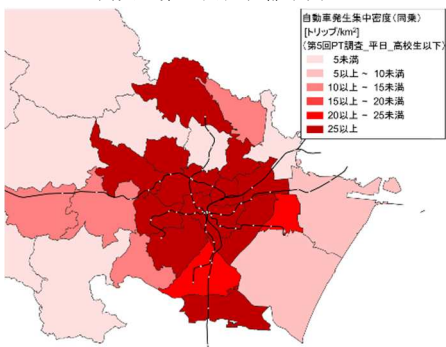 自動車発生集中密度(同乗)
[トリップ/km²]
(第5回PT調査_平日_高校生以下)
5未満
5以上 ~ 10未満
10以上 ~ 15未満
15以上 ~ 20未満
20以上 ~ 25未満
25以上